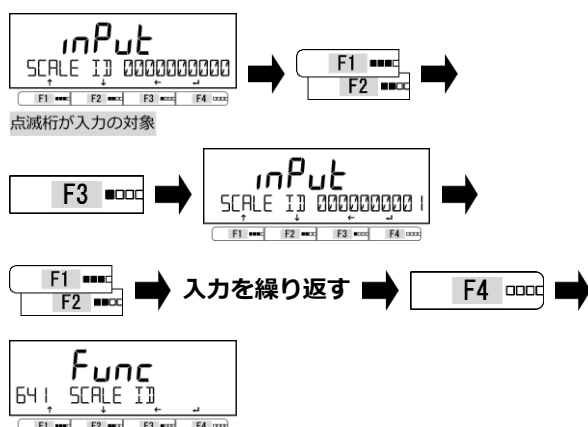 inPut
SCALE ID 0000000000
↑ ↓ ← ↵
F1 F2 F3 F4
点滅桁が入力の対象
F1
F2
F3
inPut
SCALE ID 0000000001
↑ ↓ ← ↵
F1 F2 F3 F4
F1
F2
入力を繰り返す
F4
Func
641 SCALE ID
↑ ↓ ← ↵
F1 F2 F3 F4